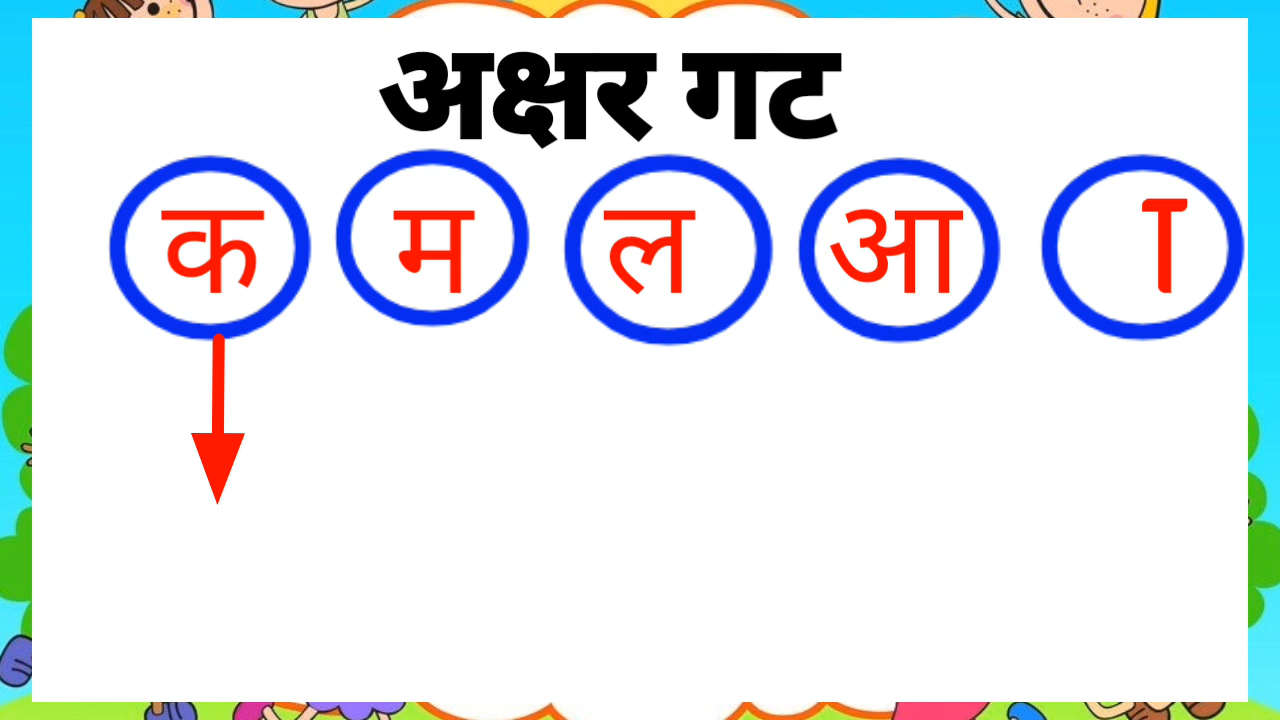 अक्षर गट
क म ल आ ा